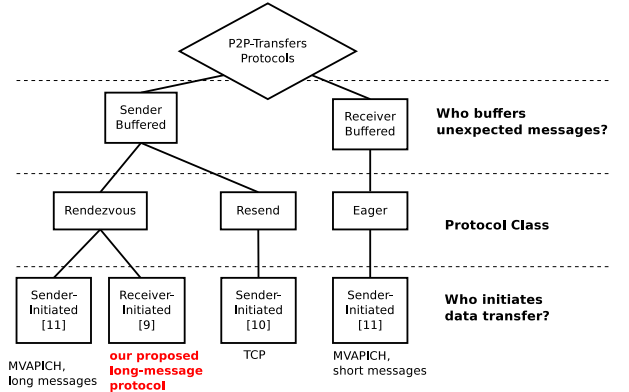 P2P-Transfers
Protocols
Sender
Buffered
Receiver
Buffered
Who buffers
unexpected messages?
Rendezvous
Resend
Eager
Protocol Class
Sender-
Initiated
[11]
Receiver-
Initiated
[9]
Sender-
Initiated
[10]
Sender-
Initiated
[11]
Who initiates
data transfer?
MVAPICH,
long messages
our proposed
long-message
protocol
TCP
MVAPICH,
short messages